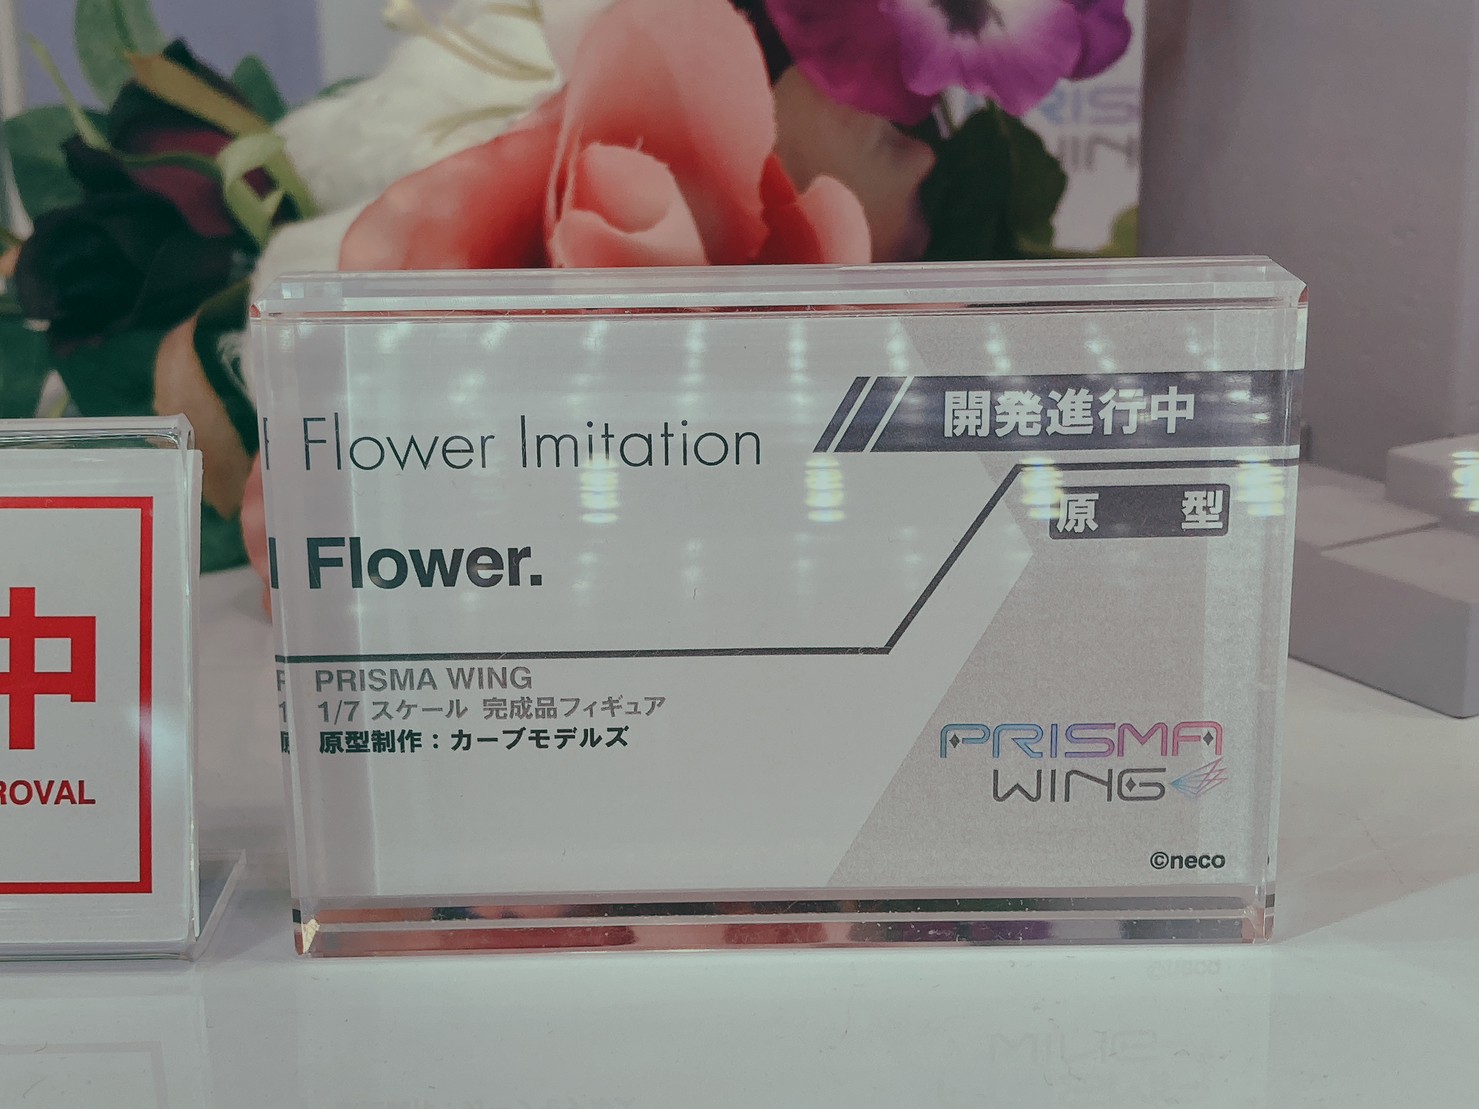 Flower Imitation
Flower.
開発進行中
原型
PRISMA WING
1/7 スケール 完成品フィギュア
原型制作：カーブモデルズ
PRISMA
WING
©neco
中
ROVAL
RIS
WIN